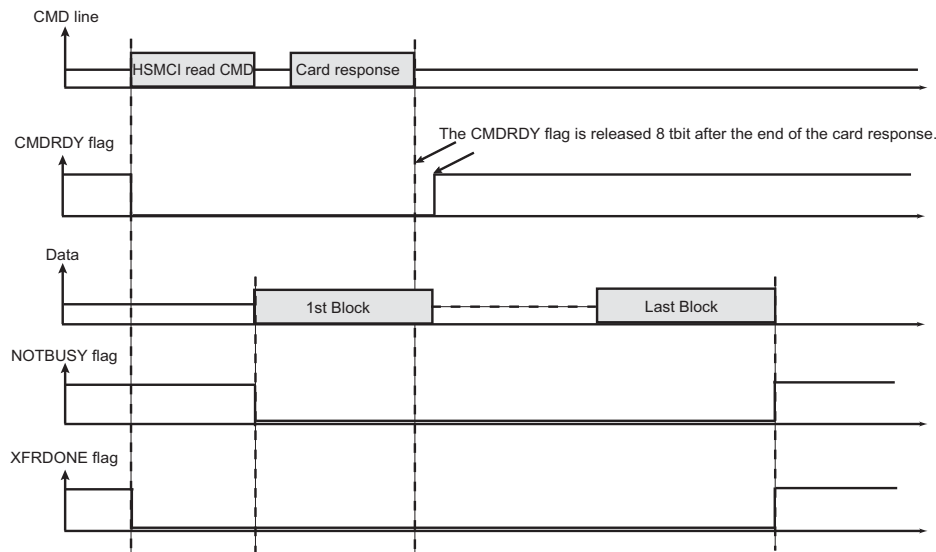 CMD line
HSMCI read CMD
Card response
CMDRDY flag
The CMDRDY flag is released 8 tbit after the end of the card response.
Data
1st Block
Last Block
NOTBUSY flag
XFRDONE flag